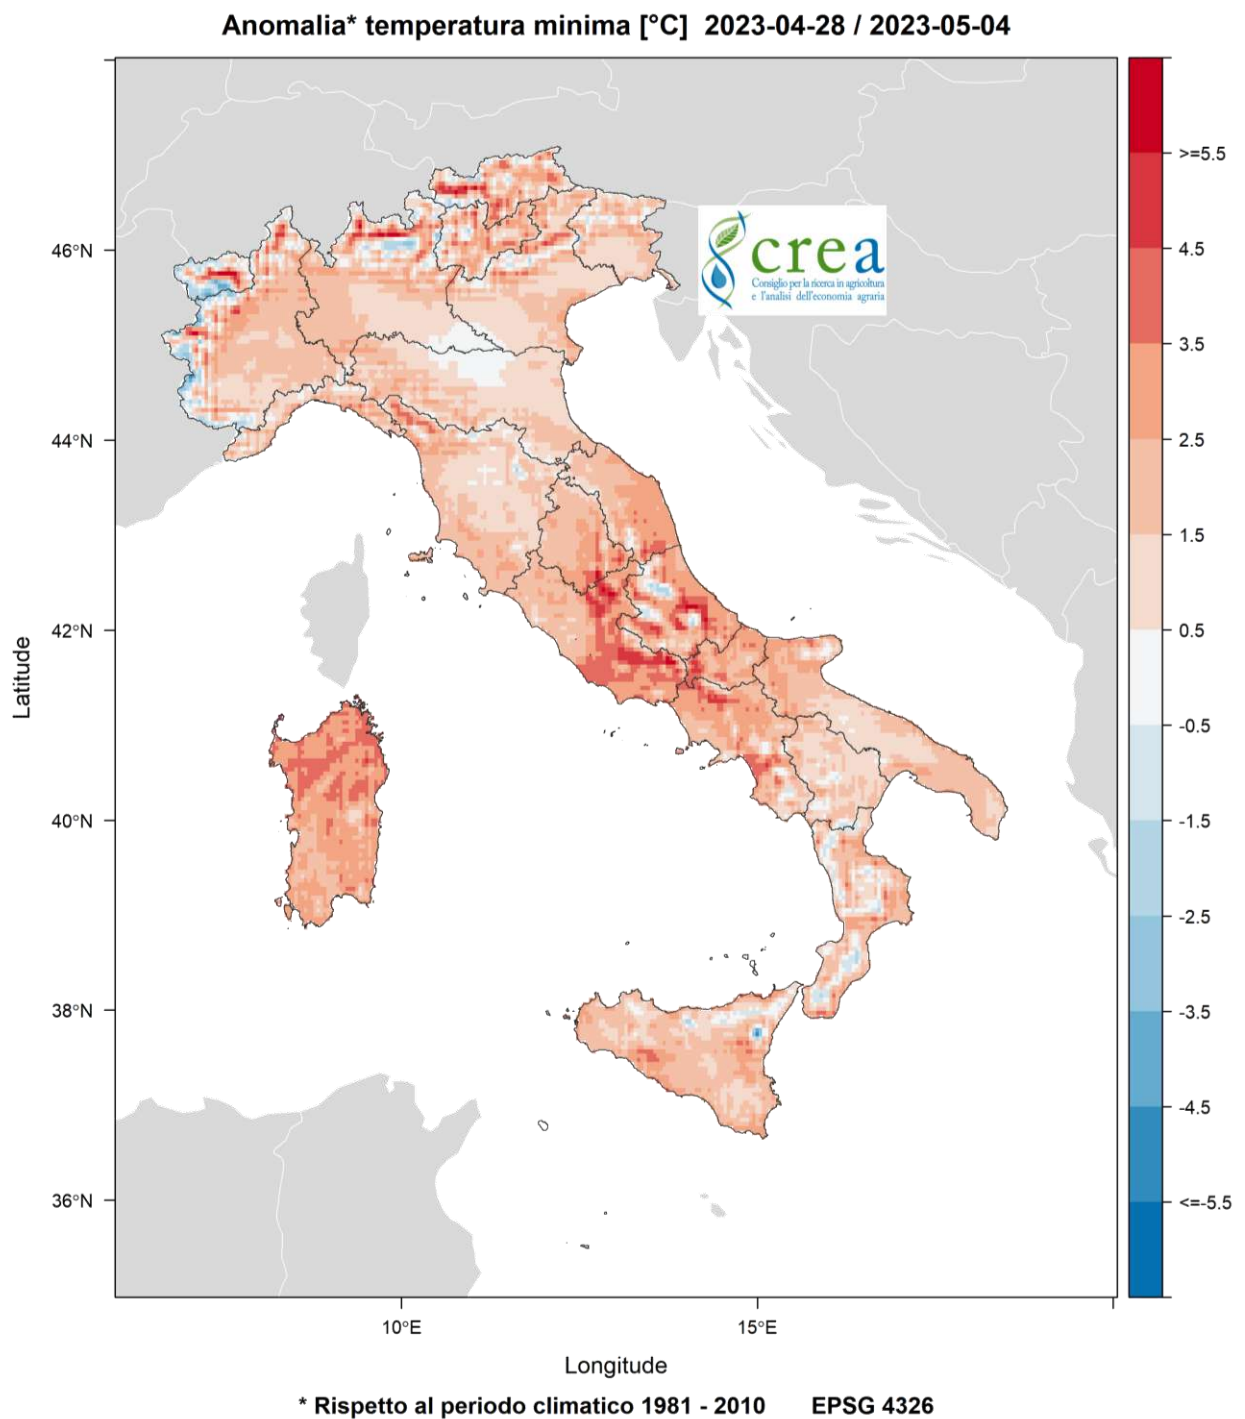 Anomalia* temperatura minima [°C] 2023-04-28 / 2023-05-04
crea
Consiglio per la ricerca in agricoltura
e l'analisi dell'economia agraria
>=5.5
4.5
3.5
2.5
1.5
0.5
-0.5
-1.5
-2.5
-3.5
-4.5
<=-5.5
46°N
44°N
42°N
40°N
38°N
36°N
Latitude
10°E
15°E
Longitude
* Rispetto al periodo climatico 1981 - 2010 EPSG 4326